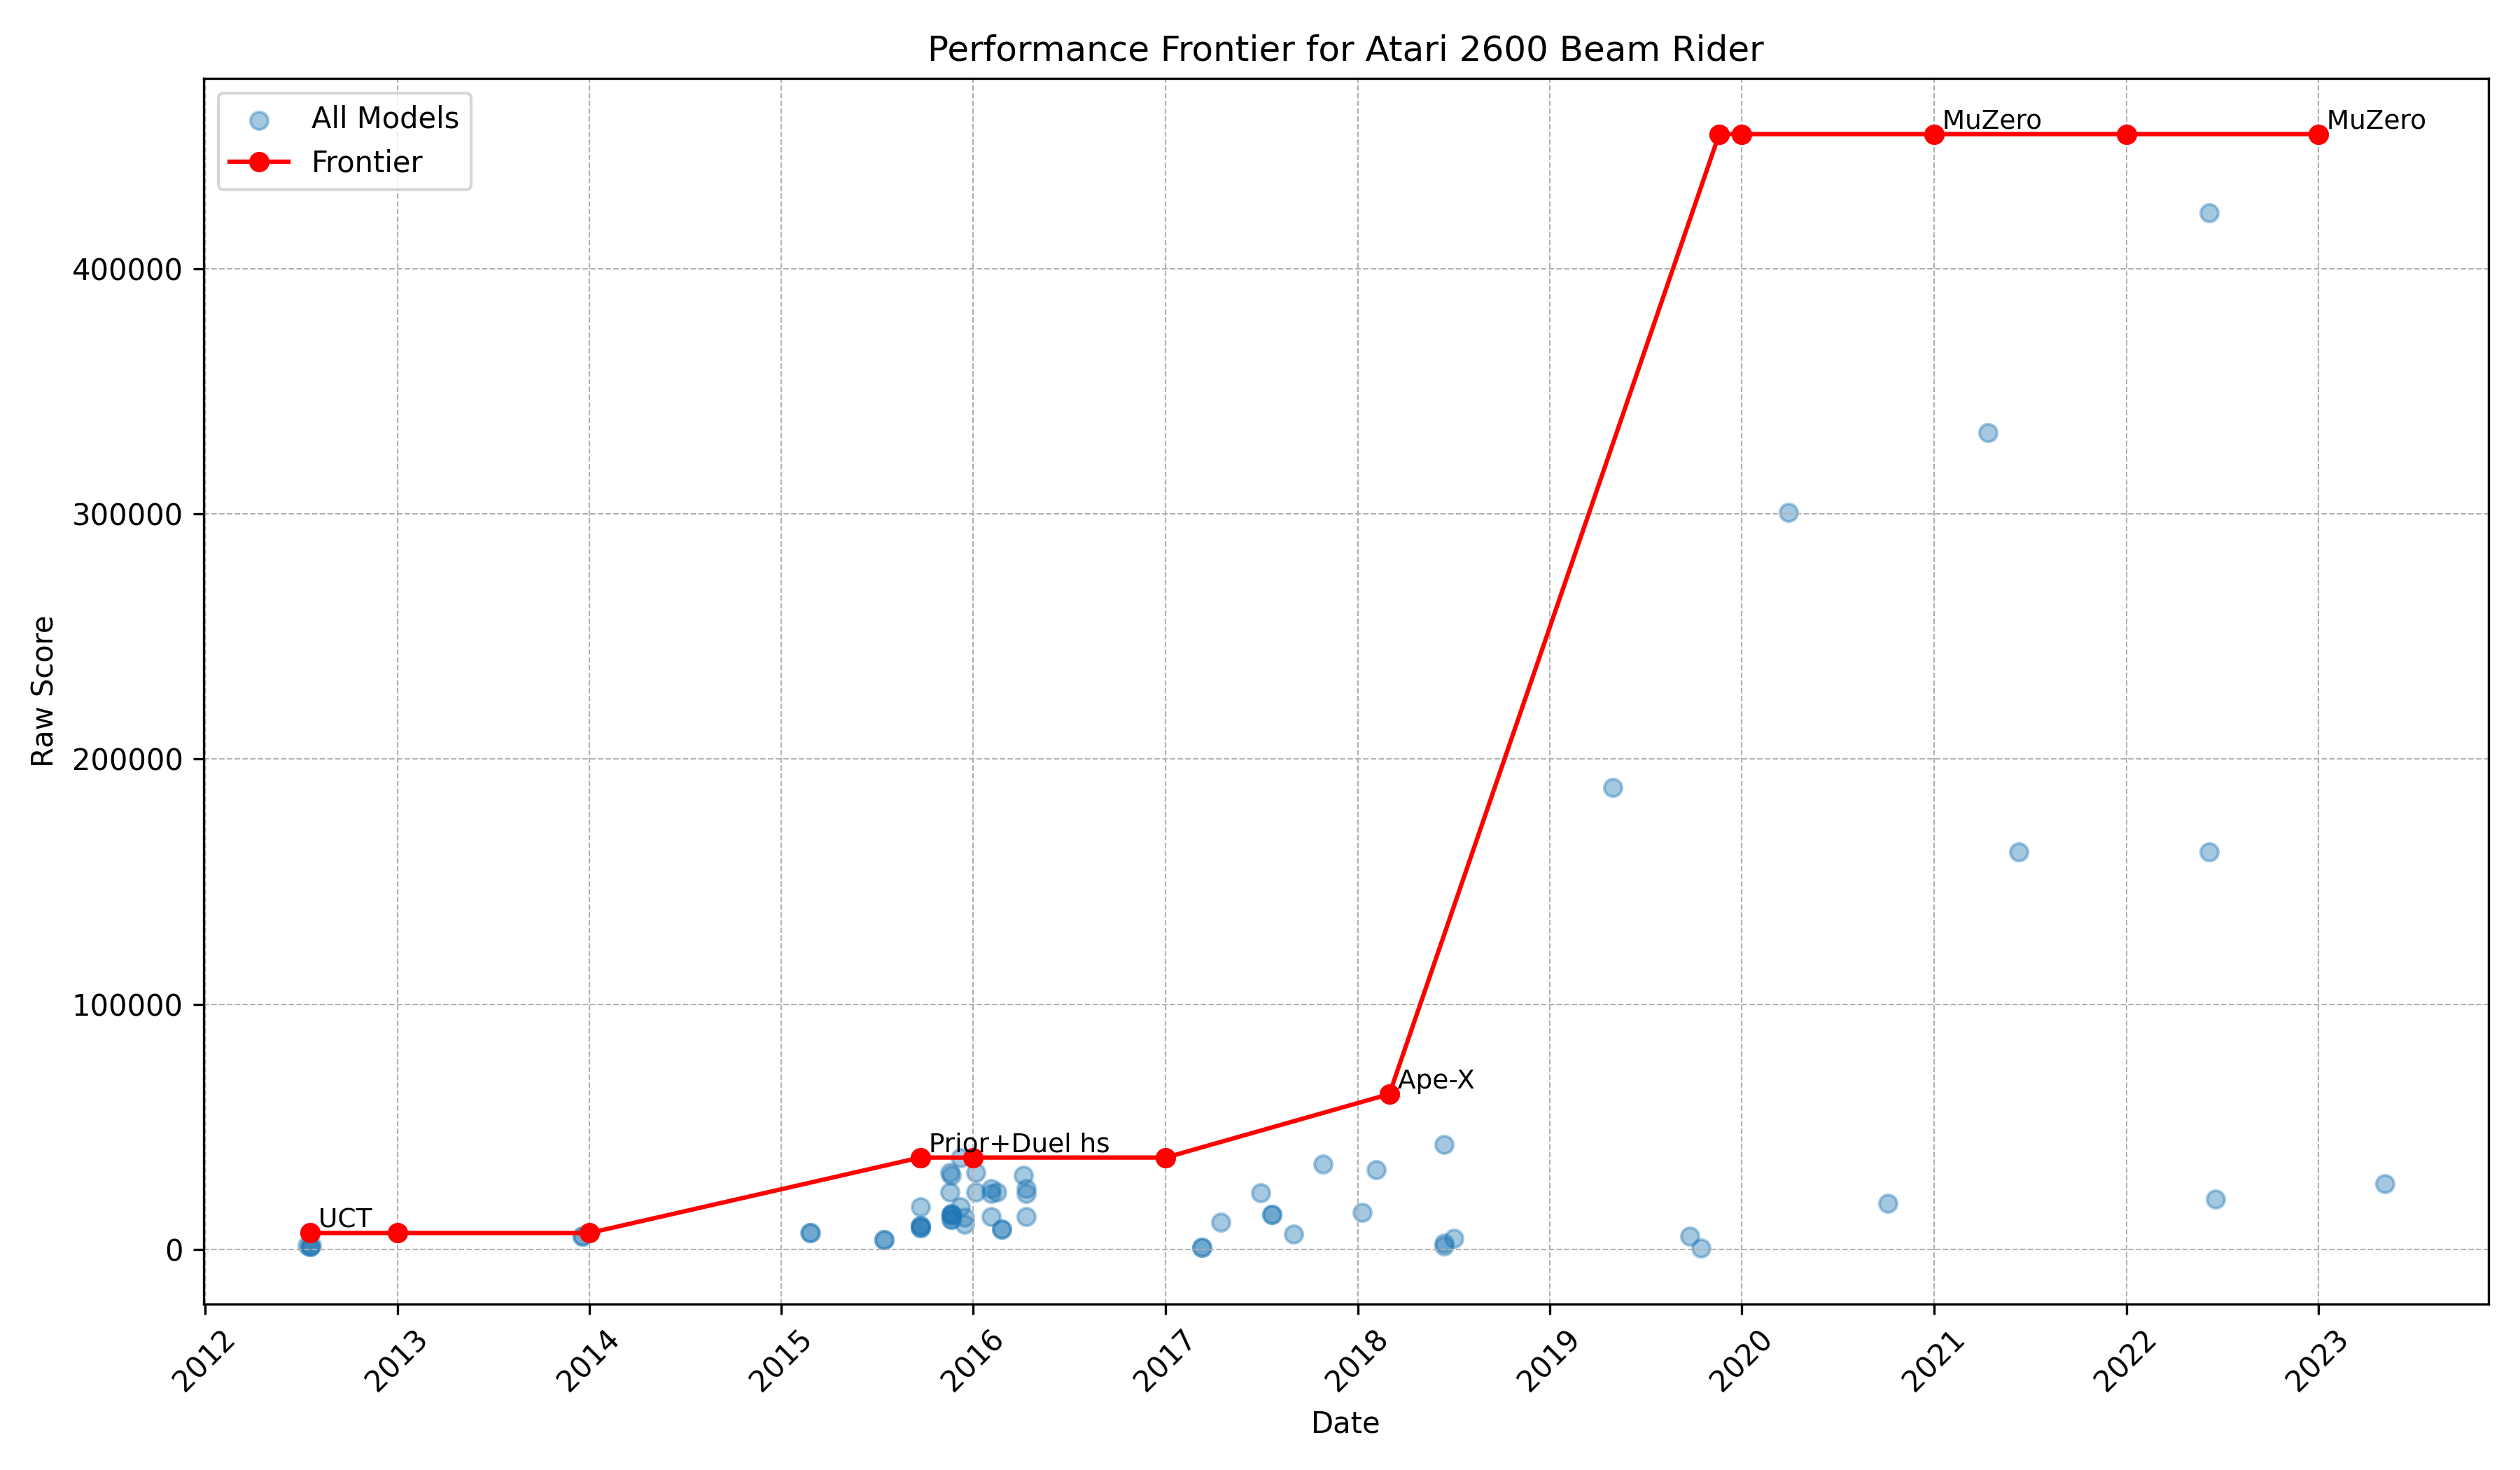 Performance Frontier for Atari 2600 Beam Rider
All Models
Frontier
MuZero
MuZero
400000
300000
200000
100000
0
Raw Score
Ape-X
Prior+Duel hs
UCT
2012
2013
2014
2015
2016
2017
2018
2019
2020
2021
2022
2023
Date